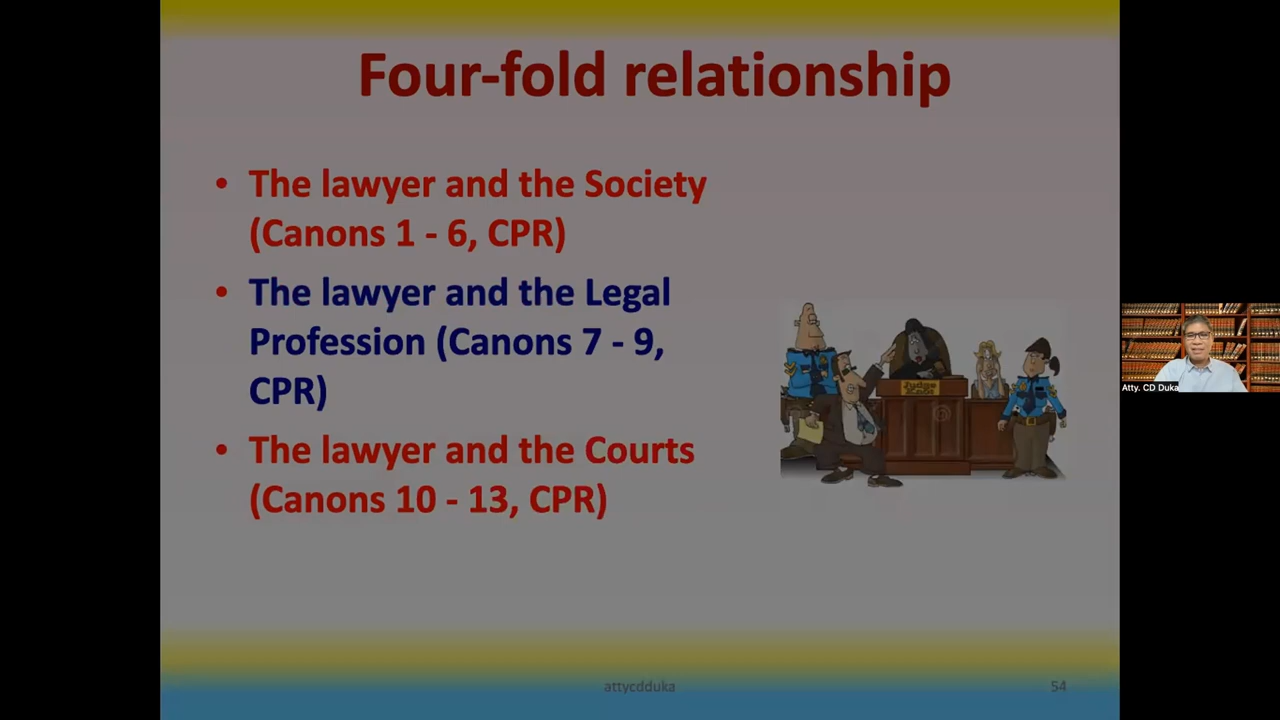 Four-fold relationship
• The lawyer and the Society
(Canons 1 - 6, CPR)
• The lawyer and the Legal
Profession (Canons 7 - 9,
CPR)
• The lawyer and the Courts
(Canons 10 - 13, CPR)
Judge
Atty. CD Duka
attycdduka
54